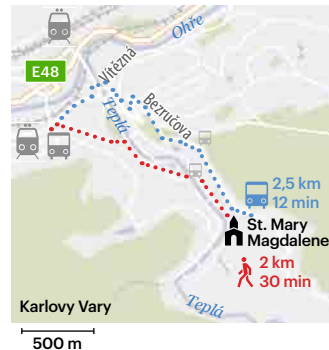 Ohře
E48
Vítězná
Teplá
Bezručova
2,5 km
12 min
St. Mary
Magdalene
2 km
30 min
Karlovy Vary
Teplá
500 m